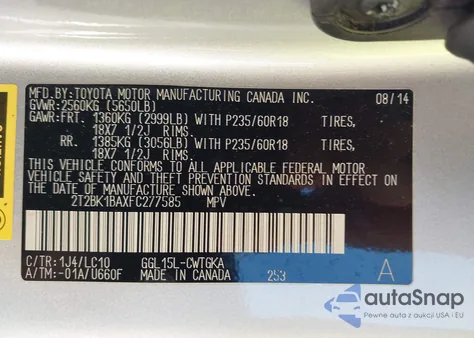 MFD.BY:TOYOTA MOTOR MANUFACTURING CANADA INC. 08/14
GVWR:2560KG (5650LB)
GAWR:FRT. 1360KG (2999LB) WITH P235/60R18 TIRES,
18X7 1/2J RIMS.
RR. 1385KG (3056LB) WITH P235/60R18 TIRES,
18X7 1/2J RIMS.
THIS VEHICLE CONFORMS TO ALL APPLICABLE FEDERAL MOTOR
VEHICLE SAFETY AND THEFT PREVENTION STANDARDS IN EFFECT
ON THE DATE OF MANUFACTURE SHOWN ABOVE.
2T2BK1BAXFC277585 MPV
C/TR:1J4/LC10 GGL15L-CWTGKA
A/TM:-01A/U660F MADE IN CANADA 253 A
autoSnap
Pewne auta z aukcji USA i EU